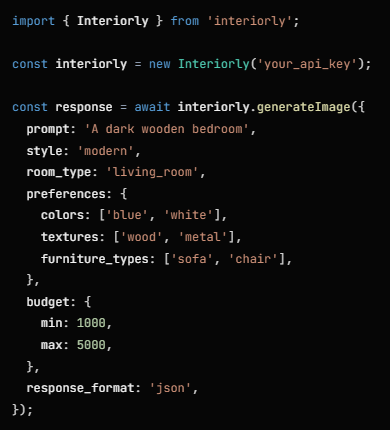 import { Interiorly } from 'interiorly';
const interiorly = new Interiorly('your_api_key');
const response = await interiorly.generateImage({
  prompt: 'A dark wooden bedroom',
  style: 'modern',
  room_type: 'living_room',
  preferences: {
    colors: ['blue', 'white'],
    textures: ['wood', 'metal'],
    furniture_types: ['sofa', 'chair'],
  },
  budget: {
    min: 1000,
    max: 5000,
  },
  response_format: 'json',
});